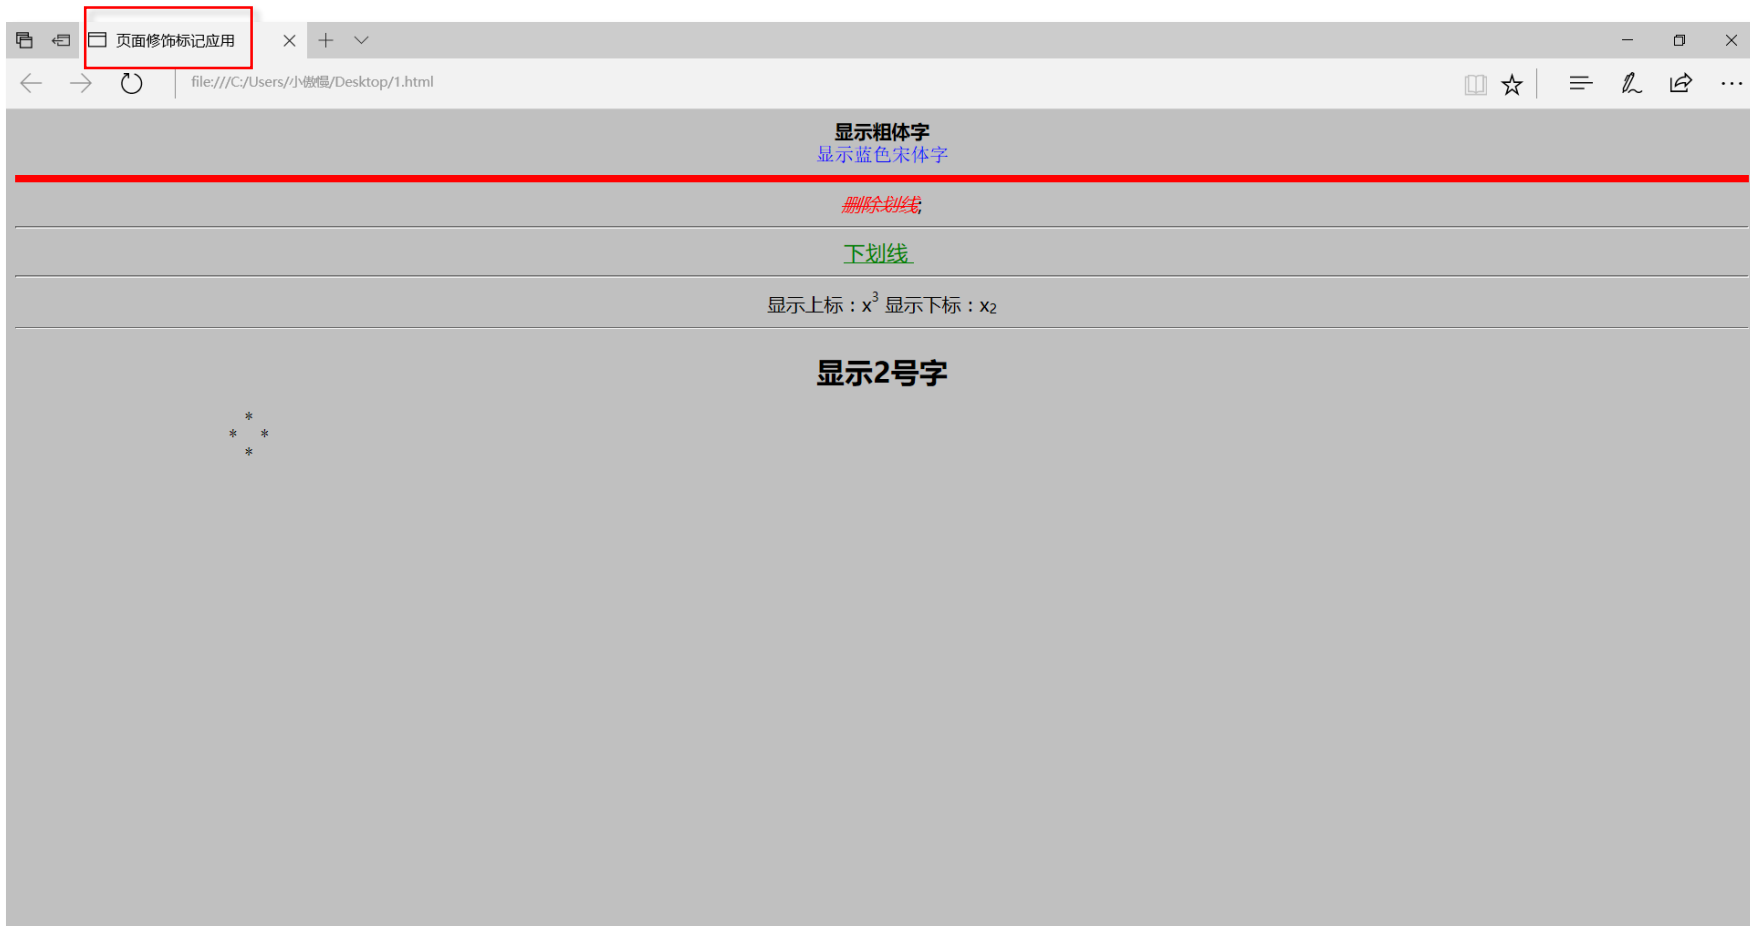 页面修饰标记应用
file:///C:/Users/小傲慢/Desktop/1.html
显示粗体字
显示蓝色宋体字
删除划线;
下划线
显示上标：x³ 显示下标：x₂
显示2号字
*
* *
*